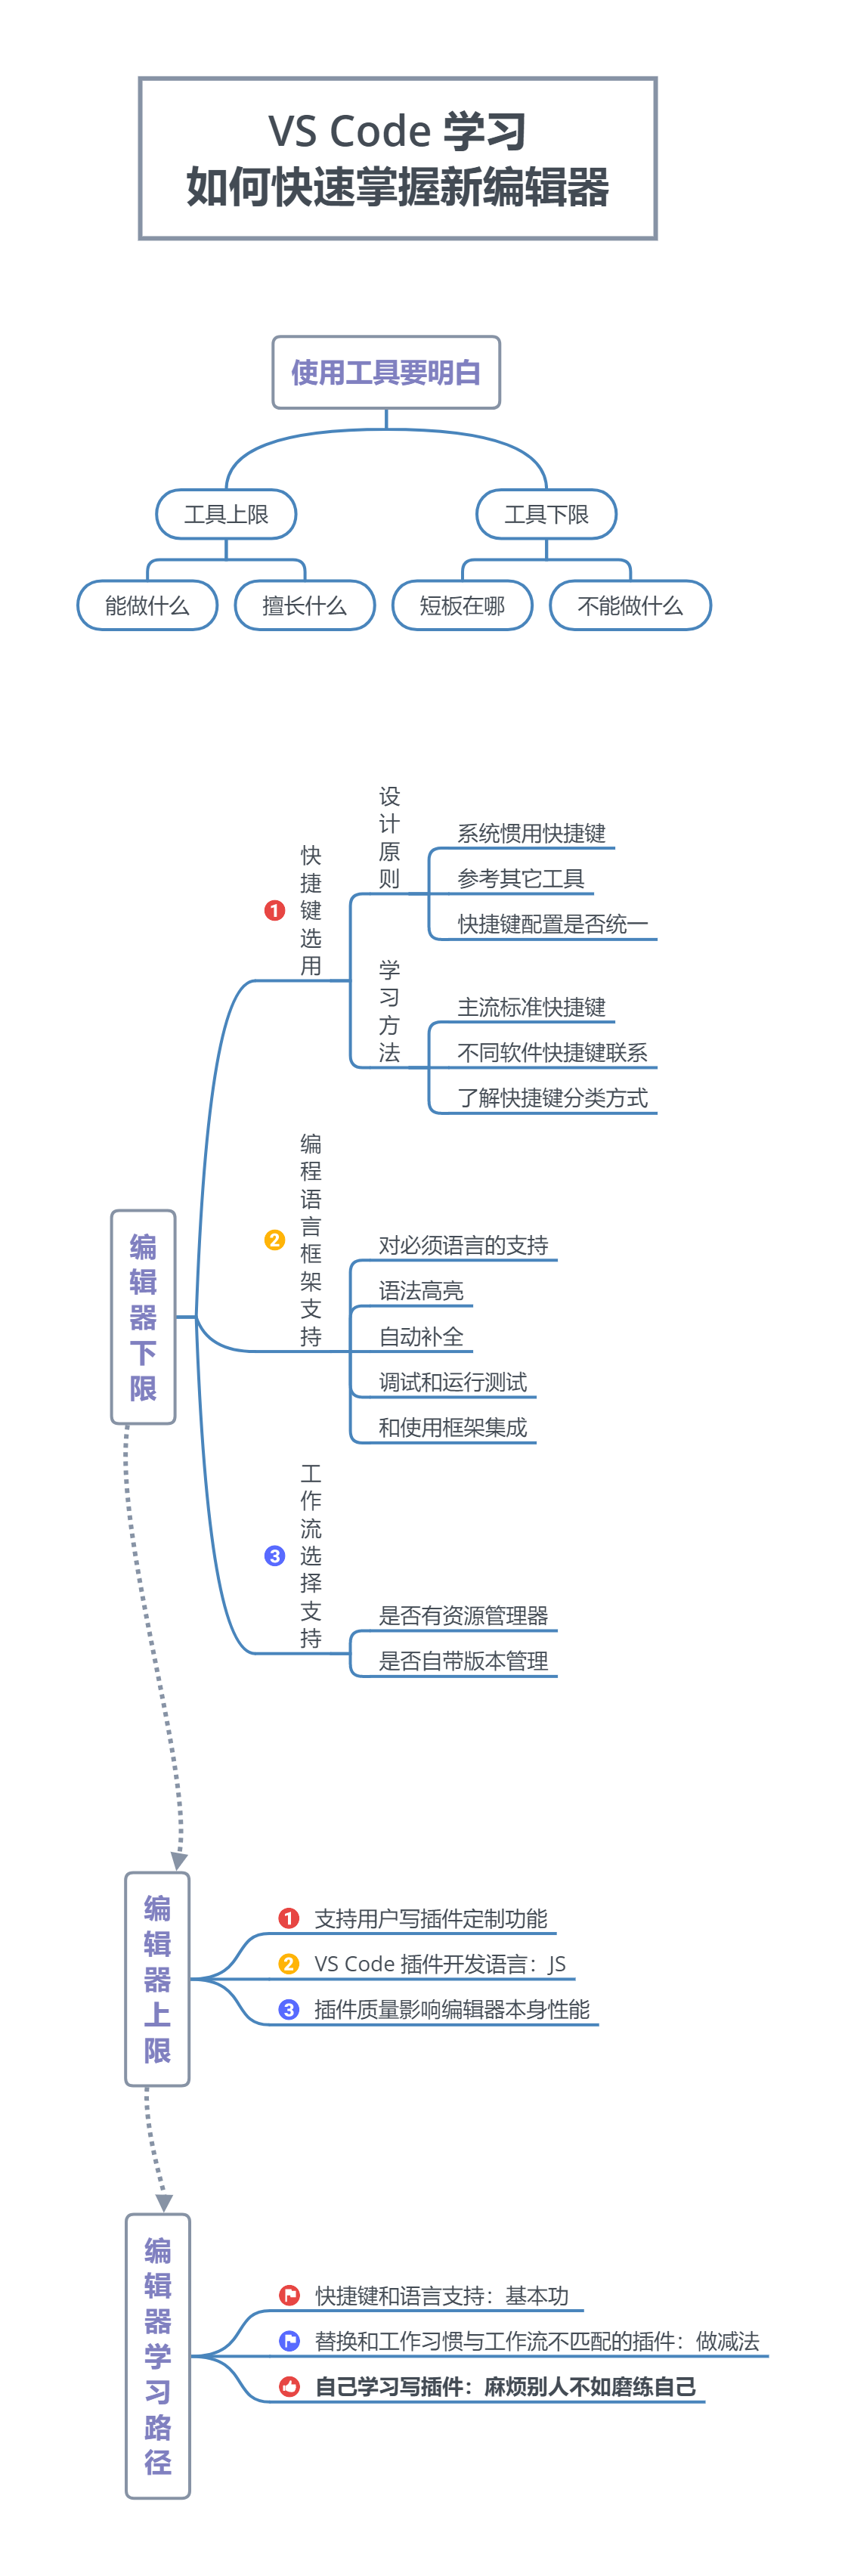 VS Code 学习
如何快速掌握新编辑器
使用工具要明白
工具上限
工具下限
能做什么
擅长什么
短板在哪
不能做什么
编辑器下限
1 快捷键选用
设计原则
系统惯用快捷键
参考其它工具
快捷键配置是否统一
学习方法
主流标准快捷键
不同软件快捷键联系
了解快捷键分类方式
2 编程语言框架支持
对必须语言的支持
语法高亮
自动补全
调试和运行测试
和使用框架集成
3 工作流选择支持
是否有资源管理器
是否自带版本管理
编辑器上限
1 支持用户写插件定制功能
2 VS Code 插件开发语言：JS
3 插件质量影响编辑器本身性能
编辑器学习路径
快捷键和语言支持：基本功
替换和工作习惯与工作流不匹配的插件：做减法
自己学习写插件：麻烦别人不如磨练自己